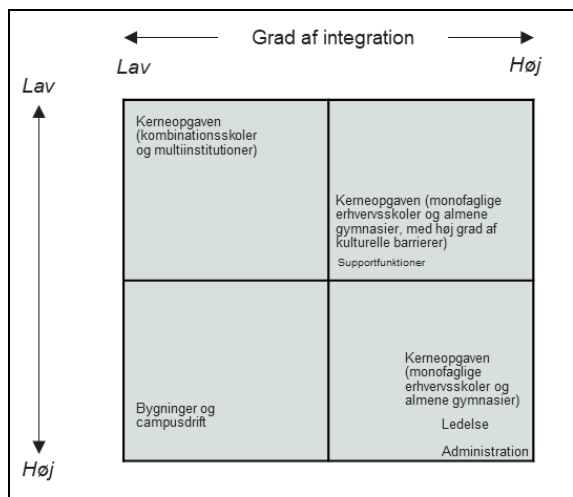 Grad af integration
Lav
Høj
Lav
Kerneopgaven
(kombinationsskoler
og multiinstitutioner)
Kerneopgaven (monofaglige
erhvervsskoler og almene
gymnasier, med høj grad af
kulturelle barrierer)
Supportfunktioner
Bygninger og
campusdrift
Kerneopgaven
(monofaglige
erhvervsskoler og
almene gymnasier)
Ledelse
Administration
Høj